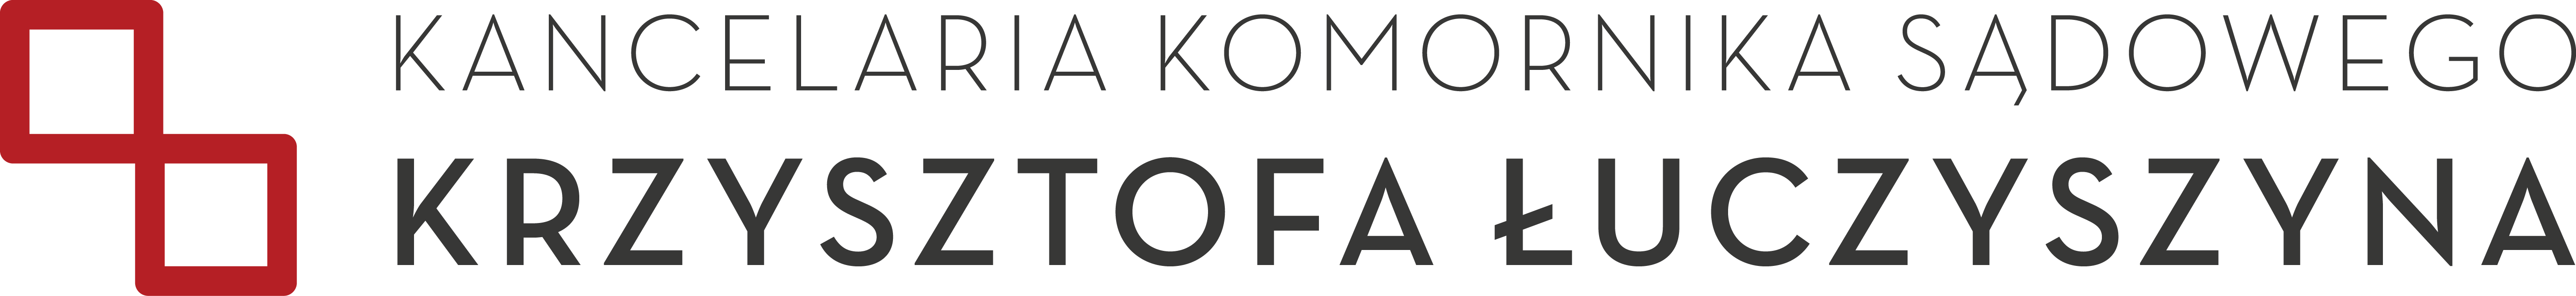 KANCELARIA KOMORNIKA SĄDOWEGO
KRZYSZTOFA ŁUCZYSZYNA